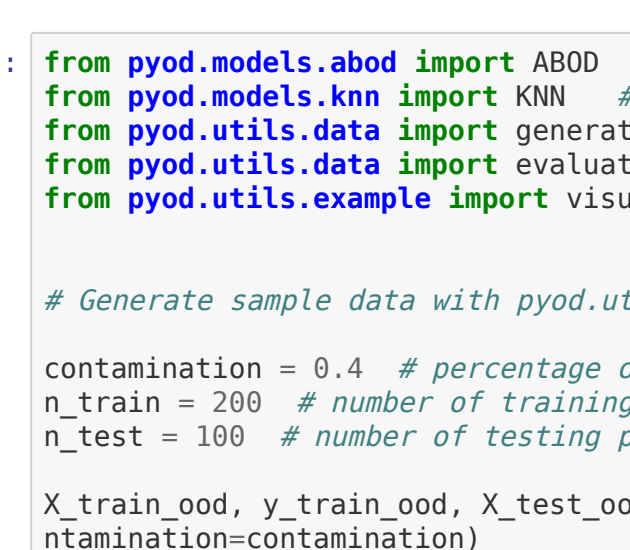 : from pyod.models.abod import ABOD
from pyod.models.knn import KNN #
from pyod.utils.data import generat
from pyod.utils.data import evaluat
from pyod.utils.example import visu
# Generate sample data with pyod.ut
contamination = 0.4 # percentage o
n_train = 200 # number of training
n_test = 100 # number of testing p
X_train_ood, y_train_ood, X_test_oo
ntamination=contamination)